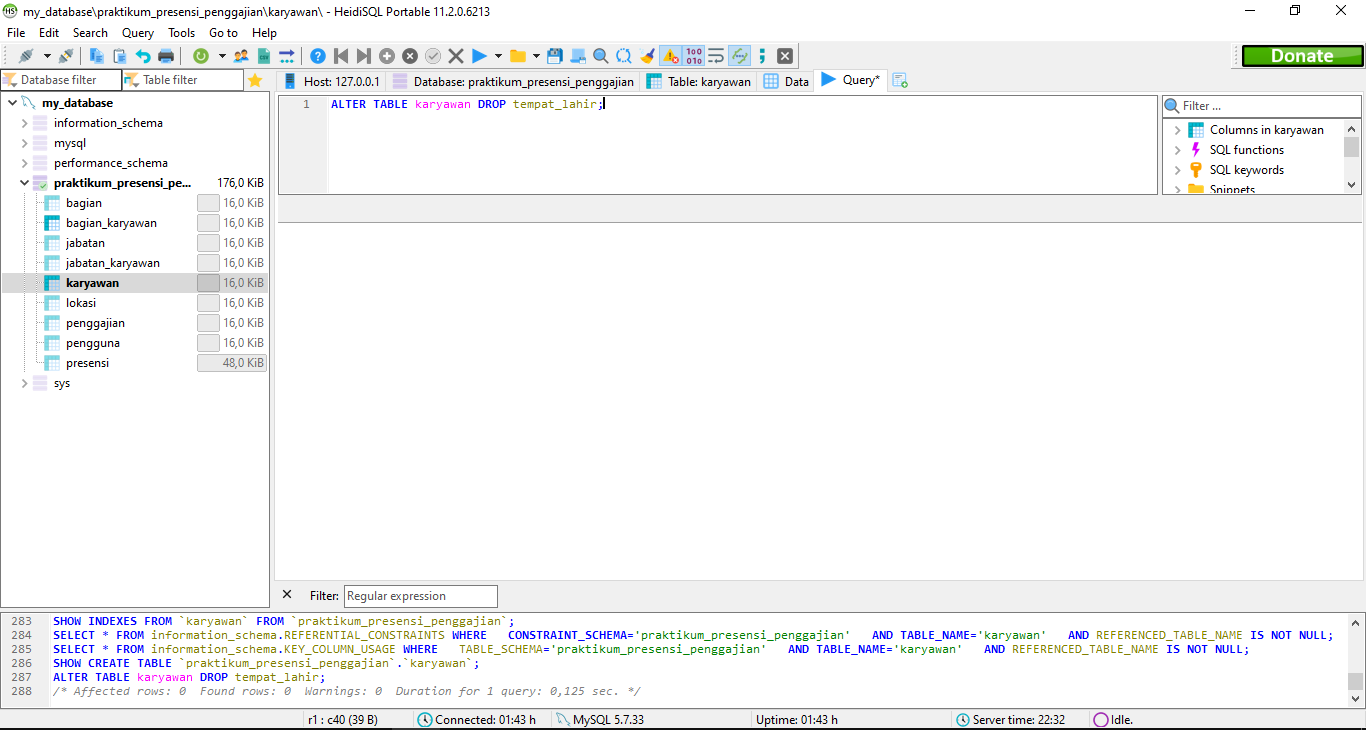 my_database\praktikum_presensi_penggajian\karyawan\ - HeidiSQL Portable 11.2.0.6213
File Edit Search Query Tools Go to Help
Donate
Database filter Table filter
Host: 127.0.0.1 Database: praktikum_presensi_penggajian Table: karyawan Data Query*
my_database
information_schema
mysql
performance_schema
praktikum_presensi_pe... 176,0 KiB
bagian 16,0 KiB
bagian_karyawan 16,0 KiB
jabatan 16,0 KiB
jabatan_karyawan 16,0 KiB
karyawan 16,0 KiB
lokasi 16,0 KiB
penggajian 16,0 KiB
pengguna 16,0 KiB
presensi 48,0 KiB
sys
1 ALTER TABLE karyawan DROP tempat_lahir;
Filter ...
Columns in karyawan
SQL functions
SQL keywords
Snippets
Filter: Regular expression
283 SHOW INDEXES FROM `karyawan` FROM `praktikum_presensi_penggajian`;
284 SELECT * FROM information_schema.REFERENTIAL_CONSTRAINTS WHERE CONSTRAINT_SCHEMA='praktikum_presensi_penggajian' AND TABLE_NAME='karyawan' AND REFERENCED_TABLE_NAME IS NOT NULL;
285 SELECT * FROM information_schema.KEY_COLUMN_USAGE WHERE TABLE_SCHEMA='praktikum_presensi_penggajian' AND TABLE_NAME='karyawan' AND REFERENCED_TABLE_NAME IS NOT NULL;
286 SHOW CREATE TABLE `praktikum_presensi_penggajian`.`karyawan`;
287 ALTER TABLE karyawan DROP tempat_lahir;
288 /* Affected rows: 0 Found rows: 0 Warnings: 0 Duration for 1 query: 0,125 sec. */
r1 : c40 (39 B) Connected: 01:43 h MySQL 5.7.33 Uptime: 01:43 h Server time: 22:32 Idle.